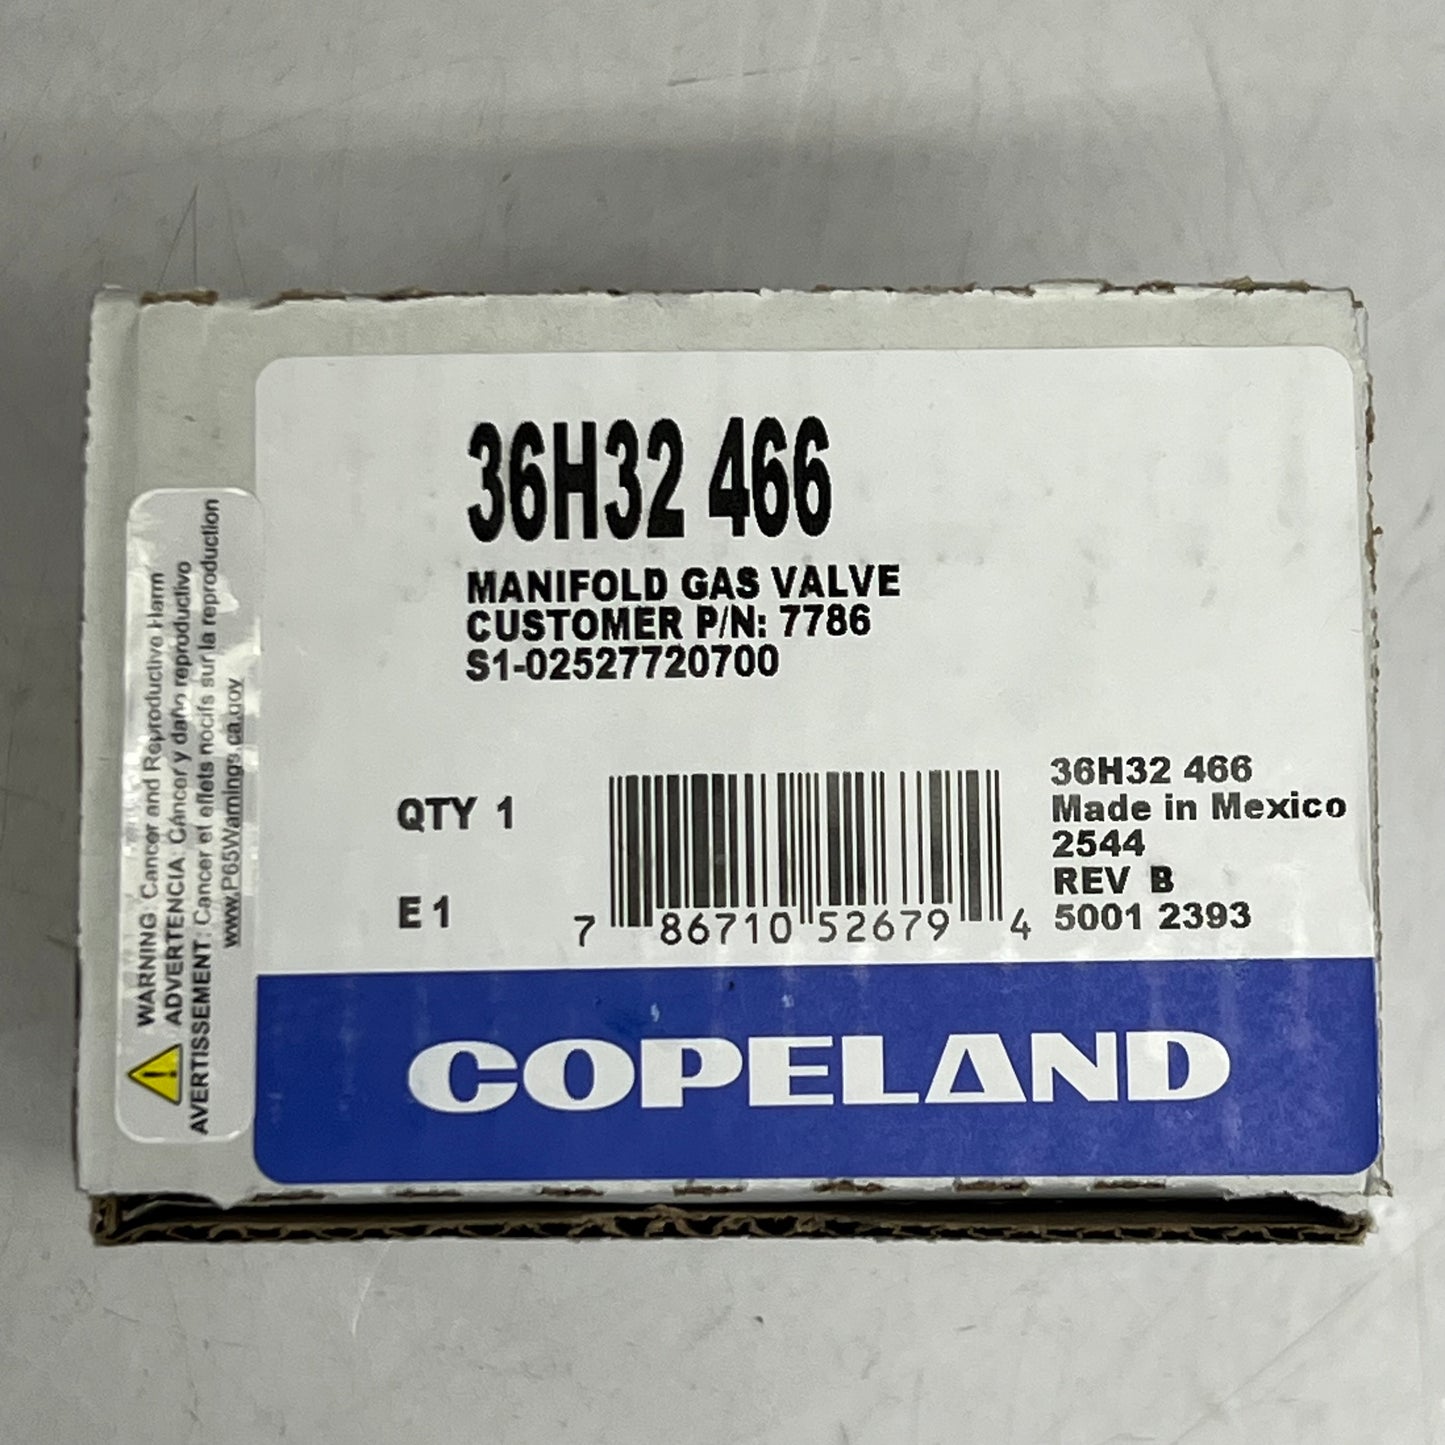 36H32 466
MANIFOLD GAS VALVE
CUSTOMER P/N: 7786
S1-02527720700
QTY 1
E 1
7 86710 52679 4
36H32 466
Made in Mexico
2544
REV B
5001 2393
COPELAND
WARNING: Cancer and Reproductive Harm
ADVERTENCIA: Cáncer y daño reproductivo
AVERTISSEMENT: Cancer et effets nocifs sur la reproduction
www.P65Warnings.ca.gov